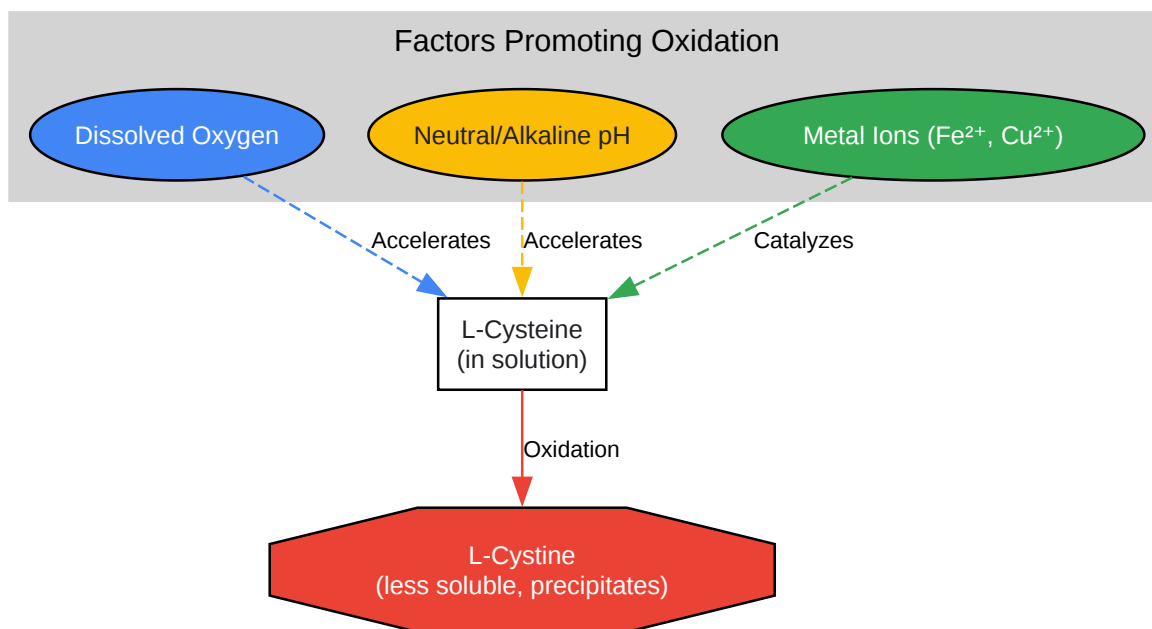 Factors Promoting Oxidation
Dissolved Oxygen
Neutral/Alkaline pH
Metal Ions (Fe²⁺, Cu²⁺)
Accelerates
Accelerates
Catalyzes
L-Cysteine
(in solution)
Oxidation
L-Cystine
(less soluble, precipitates)